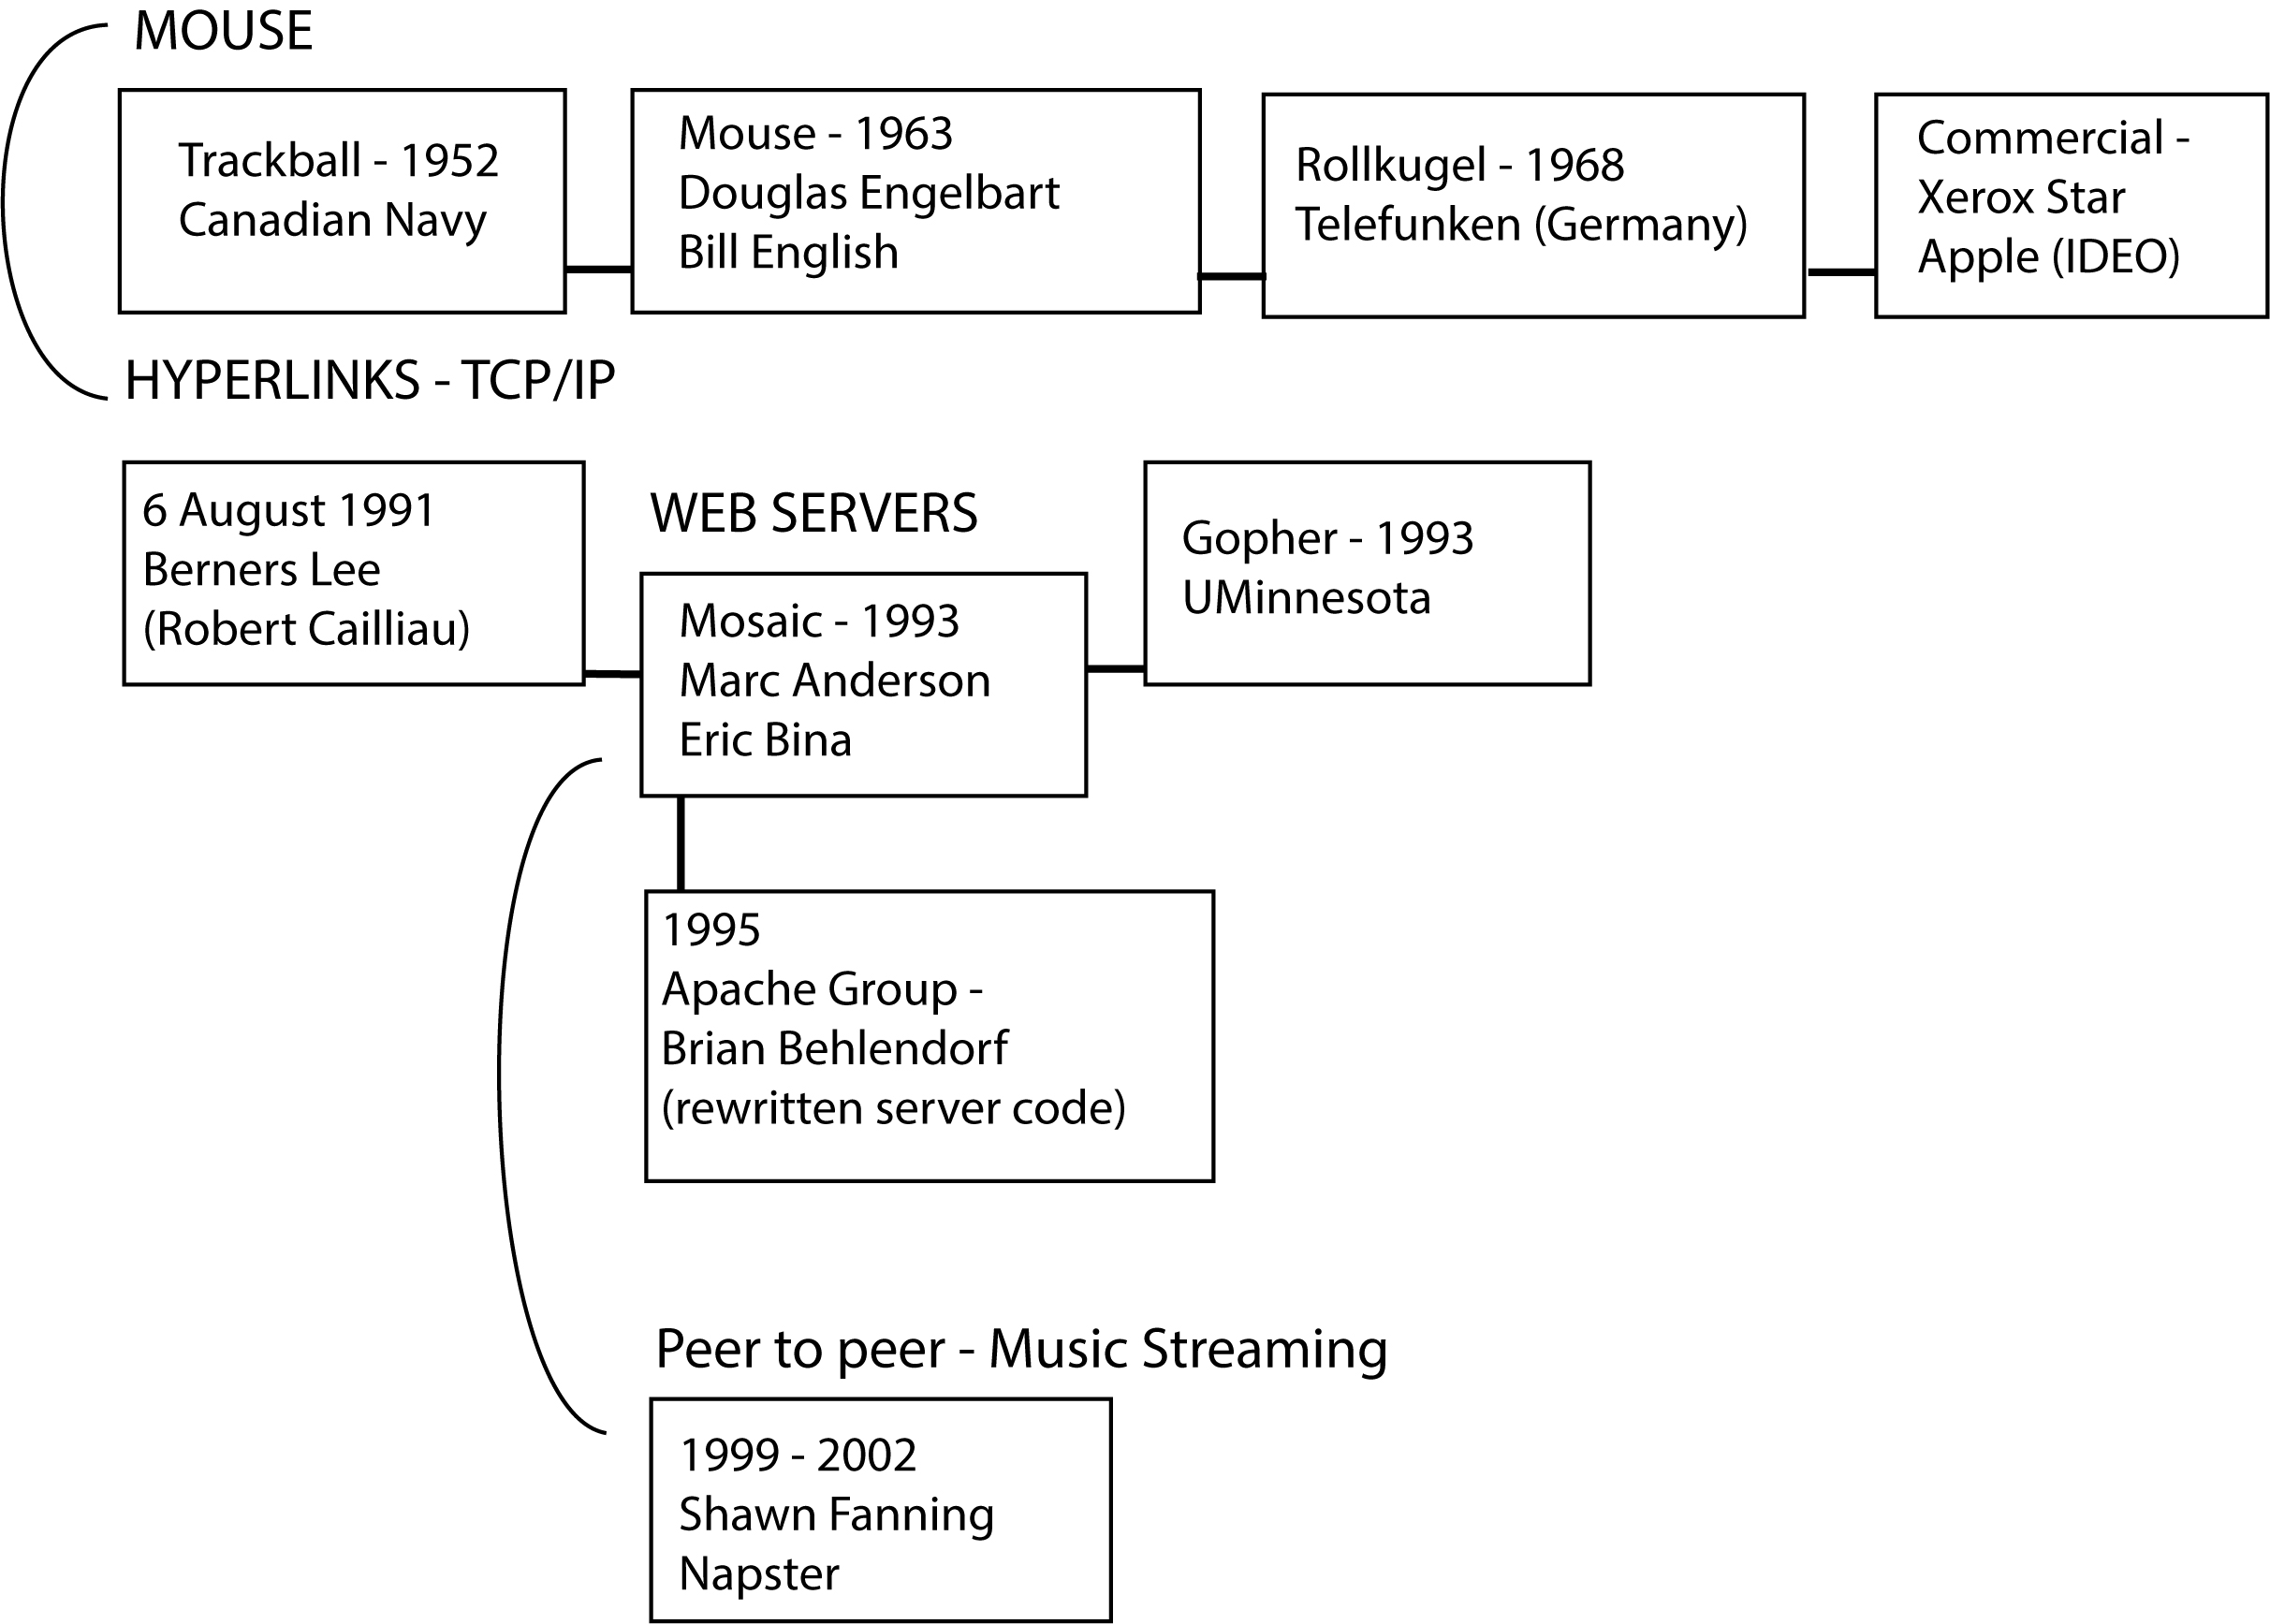 MOUSE
Trackball - 1952
Canadian Navy
Mouse - 1963
Douglas Engelbart
Bill English
Rollkugel - 1968
Telefunken (Germany)
Commercial -
Xerox Star
Apple (IDEO)
HYPERLINKS - TCP/IP
6 August 1991
Berners Lee
(Robert Cailliau)
WEB SERVERS
Mosaic - 1993
Marc Anderson
Eric Bina
Gopher - 1993
UMinnesota
1995
Apache Group -
Brian Behlendorf
(rewritten server code)
Peer to peer - Music Streaming
1999 - 2002
Shawn Fanning
Napster